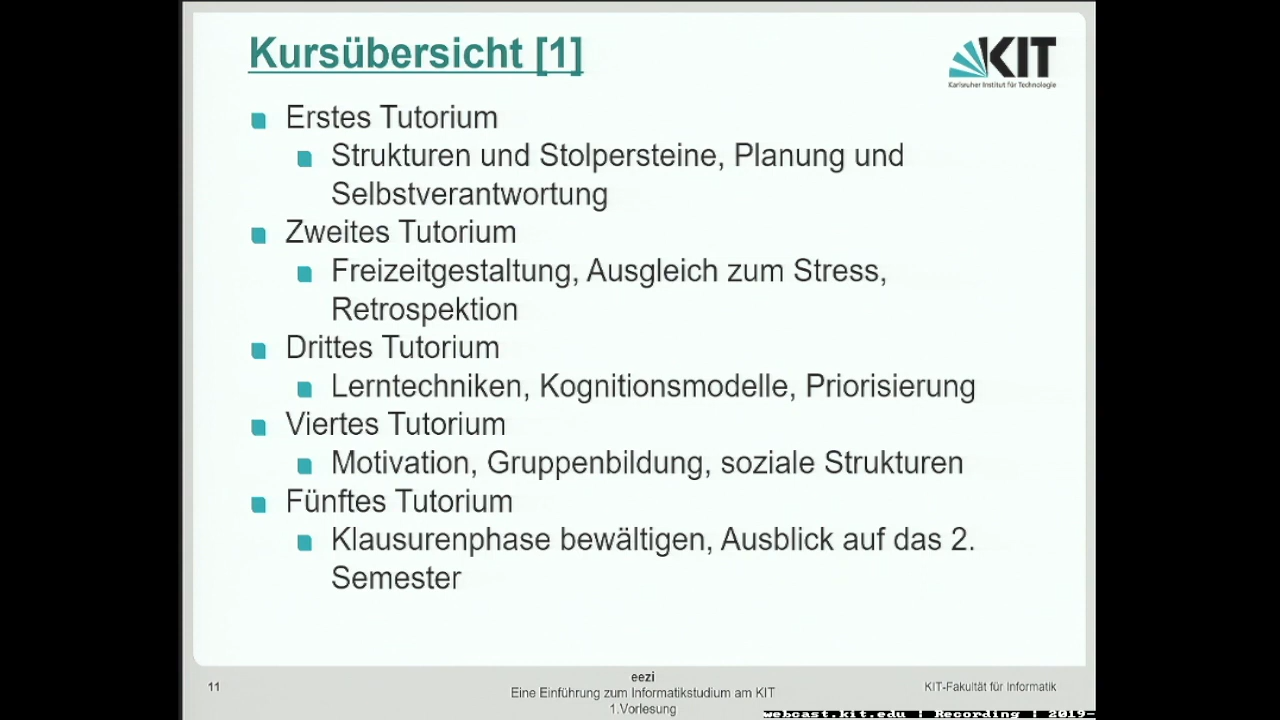 Kursübersicht [1]
KIT
Karlsruher Institut für Technologie
Erstes Tutorium
Strukturen und Stolpersteine, Planung und
Selbstverantwortung
Zweites Tutorium
Freizeitgestaltung, Ausgleich zum Stress,
Retrospektion
Drittes Tutorium
Lerntechniken, Kognitionsmodelle, Priorisierung
Viertes Tutorium
Motivation, Gruppenbildung, soziale Strukturen
Fünftes Tutorium
Klausurenphase bewältigen, Ausblick auf das 2.
Semester
11
eezi
Eine Einführung zum Informatikstudium am KIT
1.Vorlesung
KIT-Fakultät für Informatik
webcast.kit.edu | Recording | 2019-